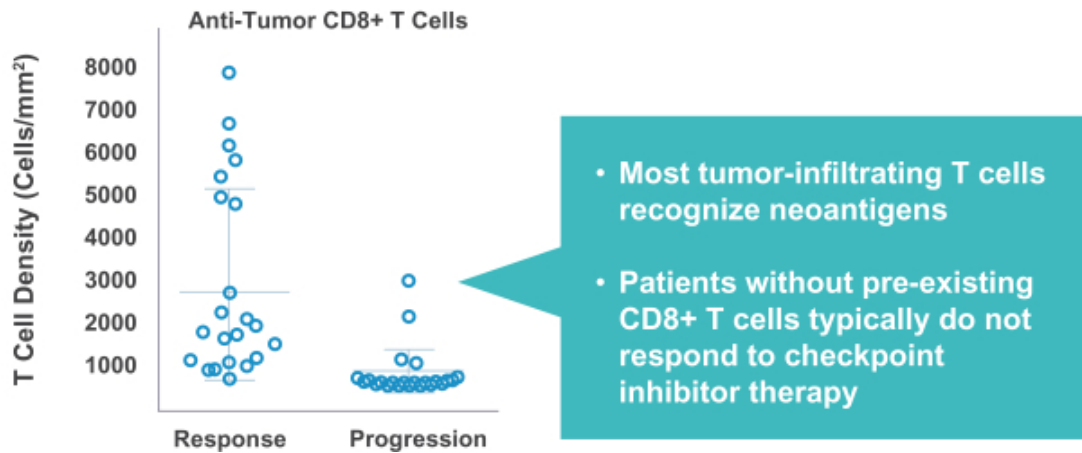 Anti-Tumor CD8+ T Cells
T Cell Density (Cells/mm²)
8000
7000
6000
5000
4000
3000
2000
1000
Response
Progression
• Most tumor-infiltrating T cells
recognize neoantigens
• Patients without pre-existing
CD8+ T cells typically do not
respond to checkpoint
inhibitor therapy